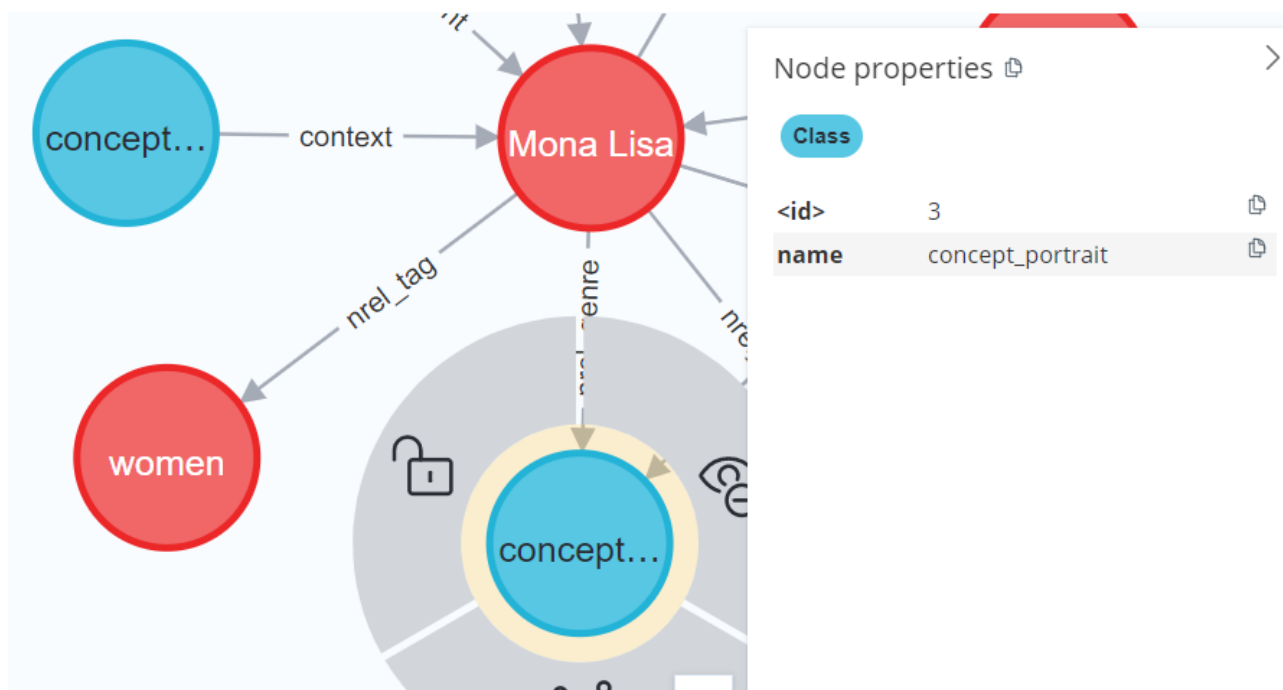 concept…
context
Mona Lisa
nrel_tag
women
concept…
Node properties
Class
<id> 3
name concept_portrait